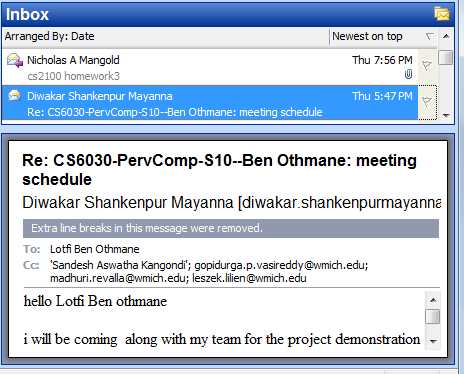 Inbox
Arranged By: Date Newest on top
Nicholas A Mangold Thu 7:56 PM
cs2100 homework3
Diwakar Shankenpur Mayanna Thu 5:47 PM
Re: CS6030-PervComp-S10--Ben Othmane: meeting schedule
Re: CS6030-PervComp-S10--Ben Othmane: meeting
schedule
Diwakar Shankenpur Mayanna [diwakar.shankenpurmayanna
Extra line breaks in this message were removed.
To: Lotfi Ben Othmane
Cc: 'Sandesh Aswatha Kangondi'; gopidurga.p.vasireddy@wmich.edu;
madhuri.revalla@wmich.edu; leszek.lilien@wmich.edu
hello Lotfi Ben othmane
i will be coming along with my team for the project demonstration